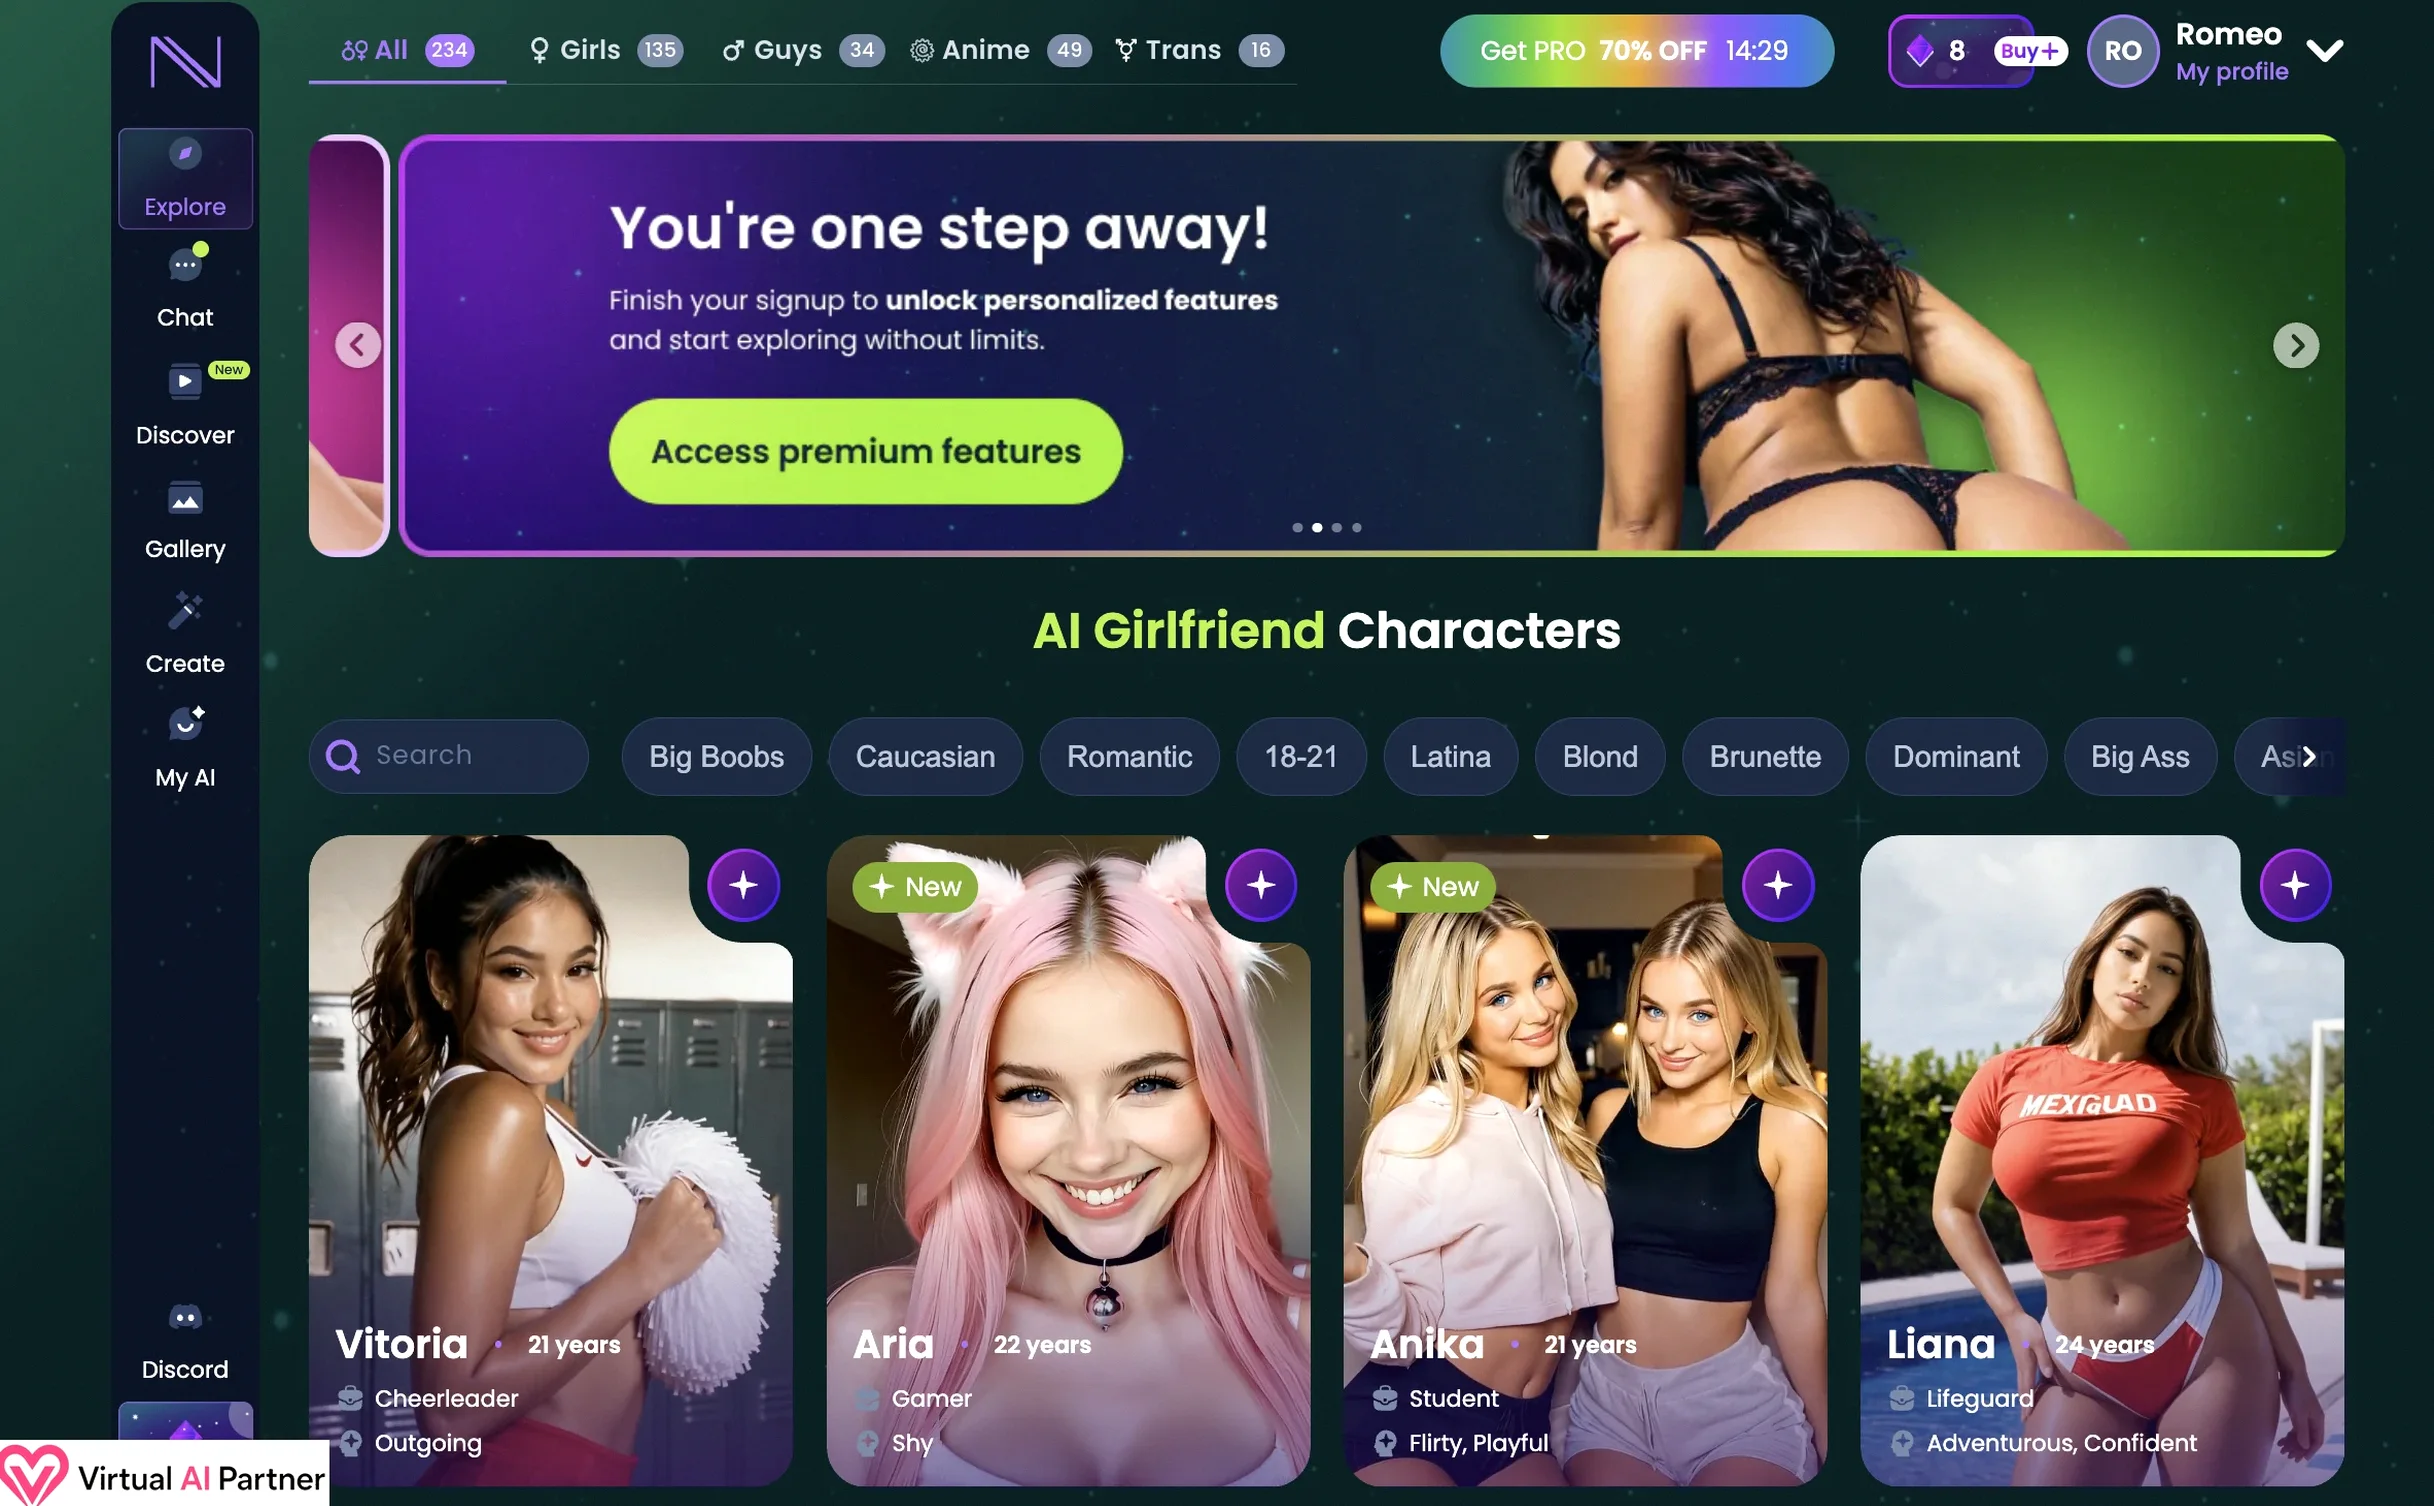 All 234
Girls 135
Guys 34
Anime 49
Trans 16
Get PRO 70% OFF 14:29
8 Buy+
RO
Romeo
My profile
Explore
Chat
New
Discover
Gallery
Create
My AI
Discord
You're one step away!
Finish your signup to unlock personalized features
and start exploring without limits.
Access premium features
AI Girlfriend Characters
Search
Big Boobs
Caucasian
Romantic
18-21
Latina
Blond
Brunette
Dominant
Big Ass
Asian
Vitoria • 21 years
Cheerleader
Outgoing
New
Aria • 22 years
Gamer
Shy
New
Anika • 21 years
Student
Flirty, Playful
Liana • 24 years
Lifeguard
Adventurous, Confident
Virtual AI Partner